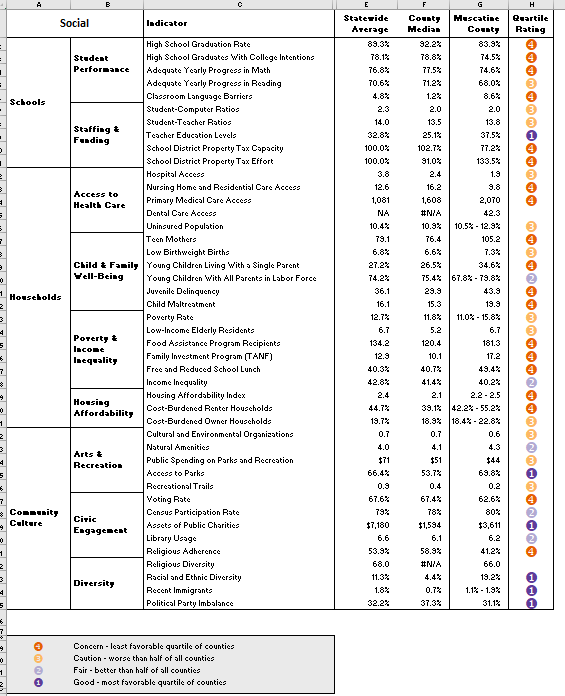 A B C E F G H
Social Indicator Statewide Average County Median Muscatine County Quartile Rating
Schools
Student Performance
High School Graduation Rate 89.3% 92.2% 83.9% 4
High School Graduates With College Intentions 78.1% 78.8% 74.5% 4
Adequate Yearly Progress in Math 76.8% 77.5% 74.6% 4
Adequate Yearly Progress in Reading 70.6% 71.2% 68.0% 3
Classroom Language Barriers 4.8% 1.2% 8.6% 4
Staffing & Funding
Student-Computer Ratios 2.3 2.0 2.0 3
Student-Teacher Ratios 14.0 13.5 13.8 3
Teacher Education Levels 32.8% 25.1% 37.5% 1
School District Property Tax Capacity 100.0% 102.7% 77.2% 4
School District Property Tax Effort 100.0% 91.0% 133.5% 4
Households
Access to Health Care
Hospital Access 3.8 2.4 1.9 3
Nursing Home and Residential Care Access 12.6 16.2 9.8 4
Primary Medical Care Access 1,081 1,608 2,070 4
Dental Care Access NA #N/A 42.3
Uninsured Population 10.4% 10.9% 10.5% - 12.9% 3
Child & Family Well-Being
Teen Mothers 79.1 76.4 105.2 4
Low Birthweight Births 6.8% 6.6% 7.3% 3
Young Children Living With a Single Parent 27.2% 26.5% 34.6% 4
Young Children With All Parents in Labor Force 74.2% 75.4% 67.8% - 79.8% 2
Juvenile Delinquency 36.1 29.9 43.9 4
Child Maltreatment 16.1 15.3 19.9 4
Poverty & Income Inequality
Poverty Rate 12.7% 11.8% 11.0% - 15.8% 3
Low-Income Elderly Residents 6.7 5.2 6.7 3
Food Assistance Program Recipients 134.2 120.4 181.3 4
Family Investment Program (TANF) 12.9 10.1 17.2 4
Free and Reduced School Lunch 40.3% 40.7% 49.4% 4
Income Inequality 42.8% 41.4% 40.2% 2
Housing Affordability
Housing Affordability Index 2.4 2.1 2.2 - 2.5 4
Cost-Burdened Renter Households 44.7% 39.1% 42.2% - 55.2% 4
Cost-Burdened Owner Households 19.7% 18.9% 18.4% - 22.8% 3
Community Culture
Arts & Recreation
Cultural and Environmental Organizations 0.7 0.7 0.6 3
Natural Amenities 4.0 4.1 4.3 2
Public Spending on Parks and Recreation $71 $51 $44 3
Access to Parks 66.4% 53.7% 69.8% 1
Recreational Trails 0.9 0.4 0.2 3
Civic Engagement
Voting Rate 67.6% 67.4% 62.6% 4
Census Participation Rate 79% 78% 80% 2
Assets of Public Charities $7,180 $1,594 $3,611 1
Library Usage 6.6 6.1 6.2 2
Religious Adherence 53.9% 58.9% 41.2% 4
Diversity
Religious Diversity 68.0 #N/A 66.0
Racial and Ethnic Diversity 11.3% 4.4% 19.2% 1
Recent Immigrants 1.8% 0.7% 1.1% - 1.9% 1
Political Party Imbalance 32.2% 37.3% 31.1% 1
4 Concern - least favorable quartile of counties
3 Caution - worse than half of all counties
2 Fair - better than half of all counties
1 Good - most favorable quartile of counties